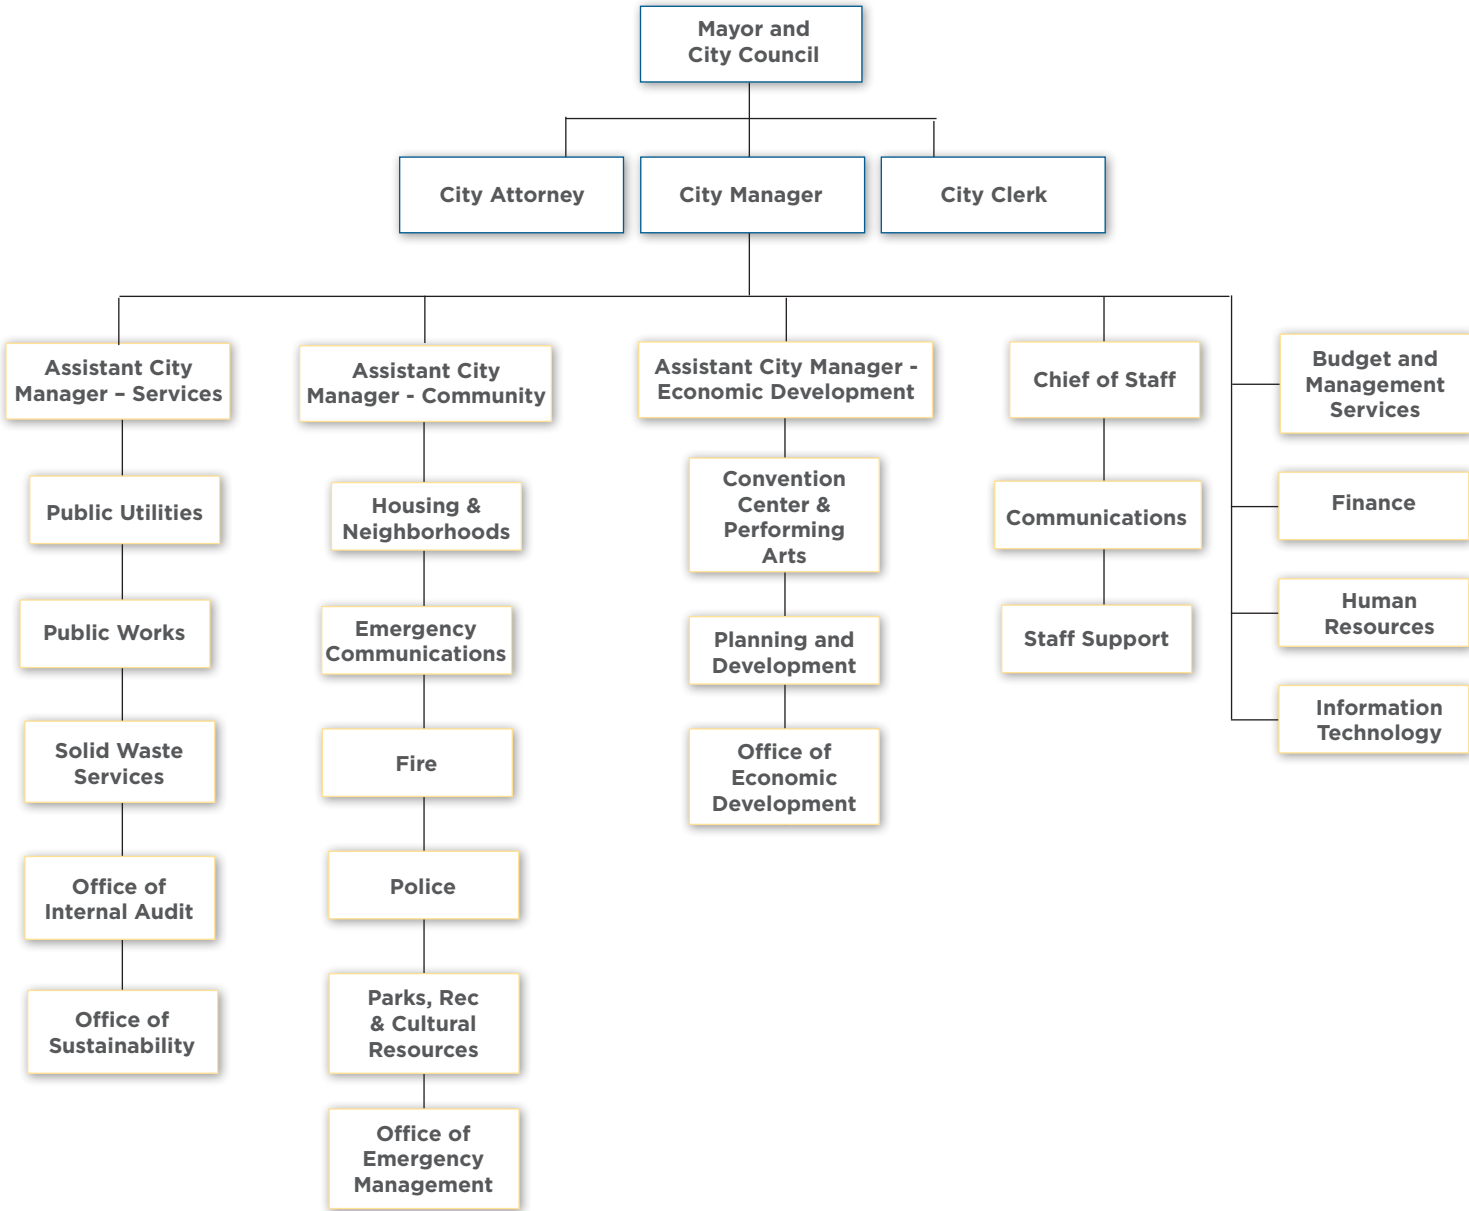 Mayor and
City Council
City Attorney
City Manager
City Clerk
Assistant City
Manager – Services
Public Utilities
Public Works
Solid Waste
Services
Office of
Internal Audit
Office of
Sustainability
Assistant City
Manager - Community
Housing &
Neighborhoods
Emergency
Communications
Fire
Police
Parks, Rec
& Cultural
Resources
Office of
Emergency
Management
Assistant City Manager -
Economic Development
Convention
Center &
Performing
Arts
Planning and
Development
Office of
Economic
Development
Chief of Staff
Communications
Staff Support
Budget and
Management
Services
Finance
Human
Resources
Information
Technology